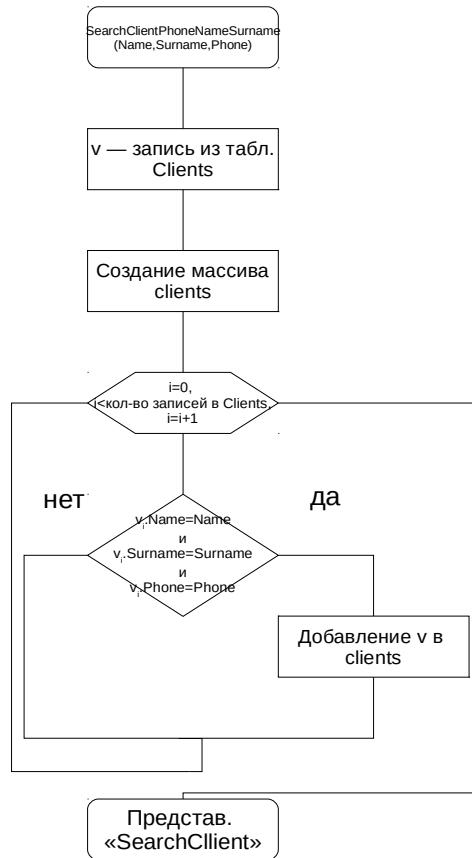 SearchClientPhoneNameSurname
(Name,Surname,Phone)
v — запись из табл.
Clients
Создание массива
clients
i=0,
i<кол-во записей в Clients,
i=i+1
нет
да
vᵢ.Name=Name
и
vᵢ.Surname=Surname
и
vᵢ.Phone=Phone
Добавление v в
clients
Представ.
«SearchCllient»